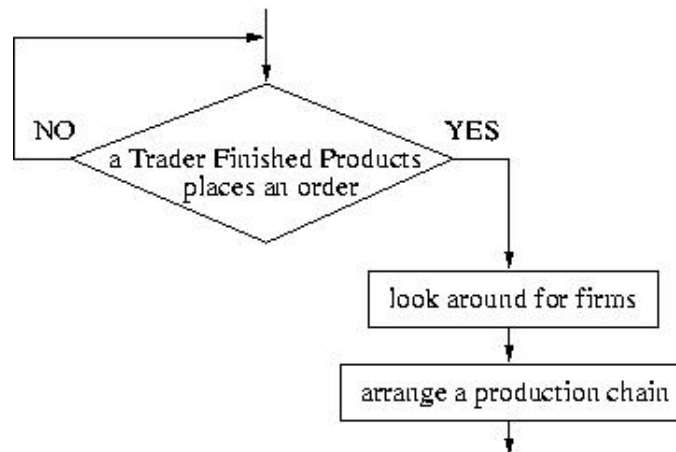 NO
YES
a Trader Finished Products
places an order
look around for firms
arrange a production chain